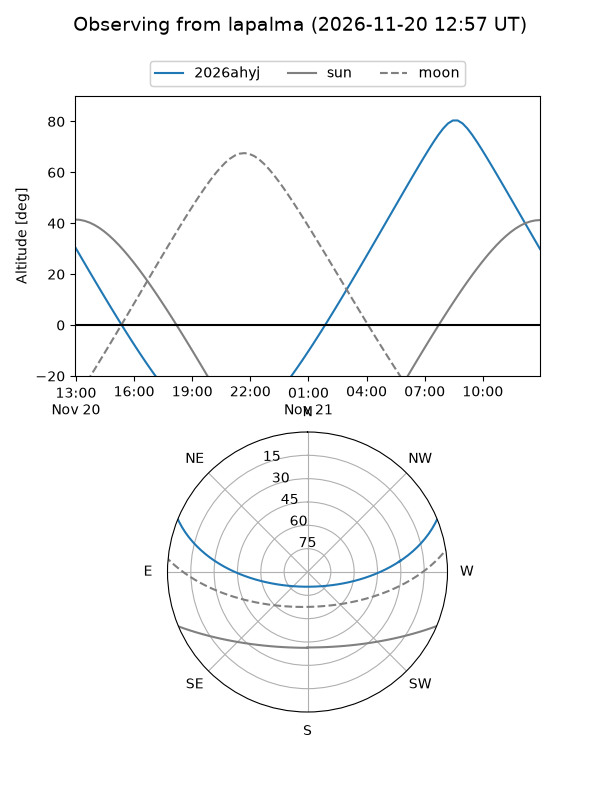 Observing from lapalma (2026-11-20 12:57 UT)
2026ahyj sun moon
Altitude [deg]
80
60
40
20
0
−20
13:00 16:00 19:00 22:00 01:00 04:00 07:00 10:00
Nov 20 Nov 21
N
NE NW
15
30
45
60
75
E W
SE SW
S